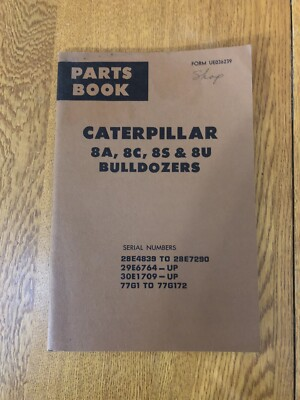 PARTS
BOOK
FORM UE036239
Shop
CATERPILLAR
8A, 8C, 8S & 8U
BULLDOZERS
SERIAL NUMBERS
28E4839 TO 28E7290
29E6764—UP
30E1709—UP
77G1 TO 77G172